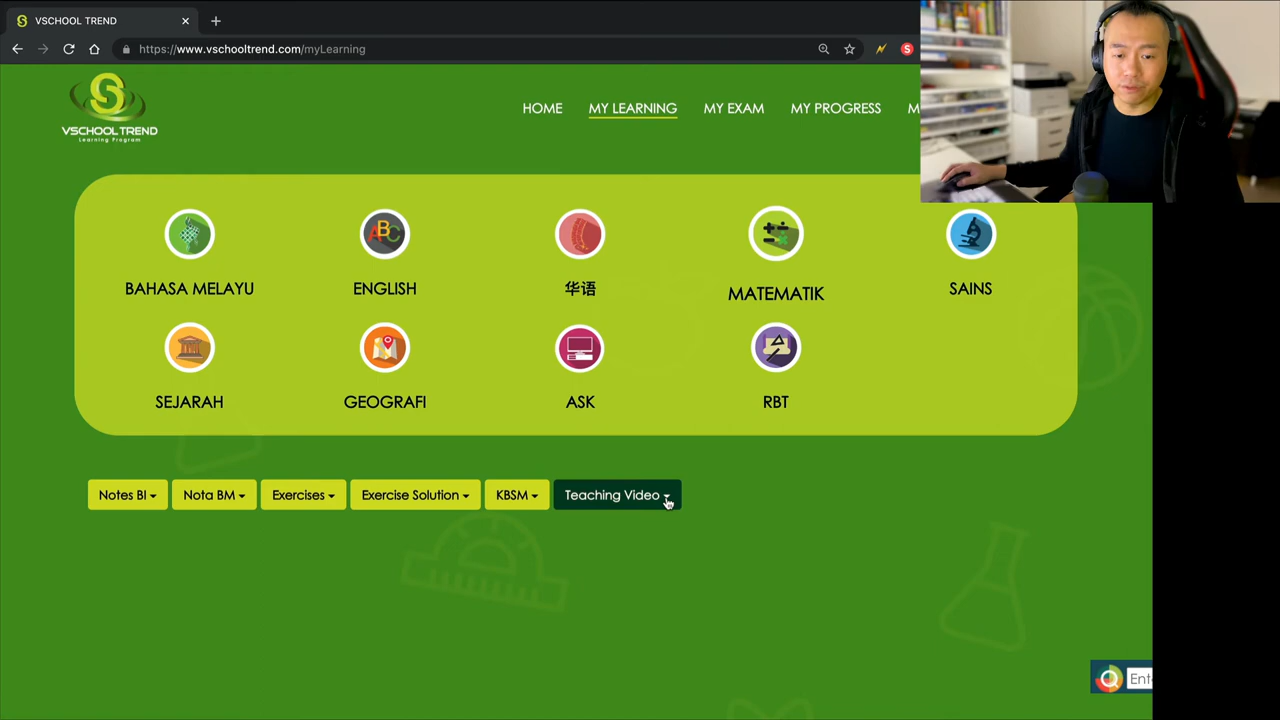 VSCHOOL TREND
https://www.vschooltrend.com/myLearning
S
VSCHOOL TREND
Learning Program
HOME
MY LEARNING
MY EXAM
MY PROGRESS
M
BAHASA MELAYU
ABC
ENGLISH
华语
MATEMATIK
SAINS
SEJARAH
GEOGRAFI
ASK
RBT
Notes BI
Nota BM
Exercises
Exercise Solution
KBSM
Teaching Video
Ent